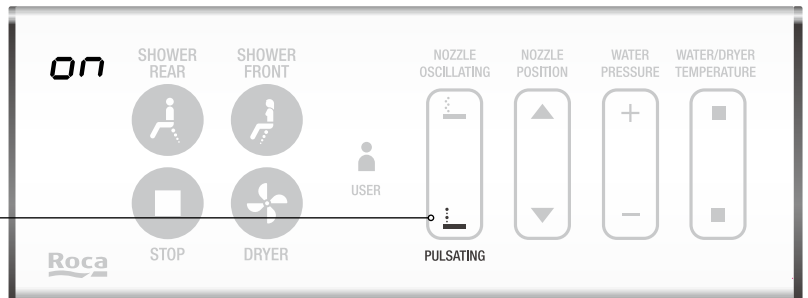 on
SHOWER
REAR
SHOWER
FRONT
NOZZLE
OSCILLATING
NOZZLE
POSITION
WATER
PRESSURE
WATER/DRYER
TEMPERATURE
USER
STOP
DRYER
PULSATING
Roca